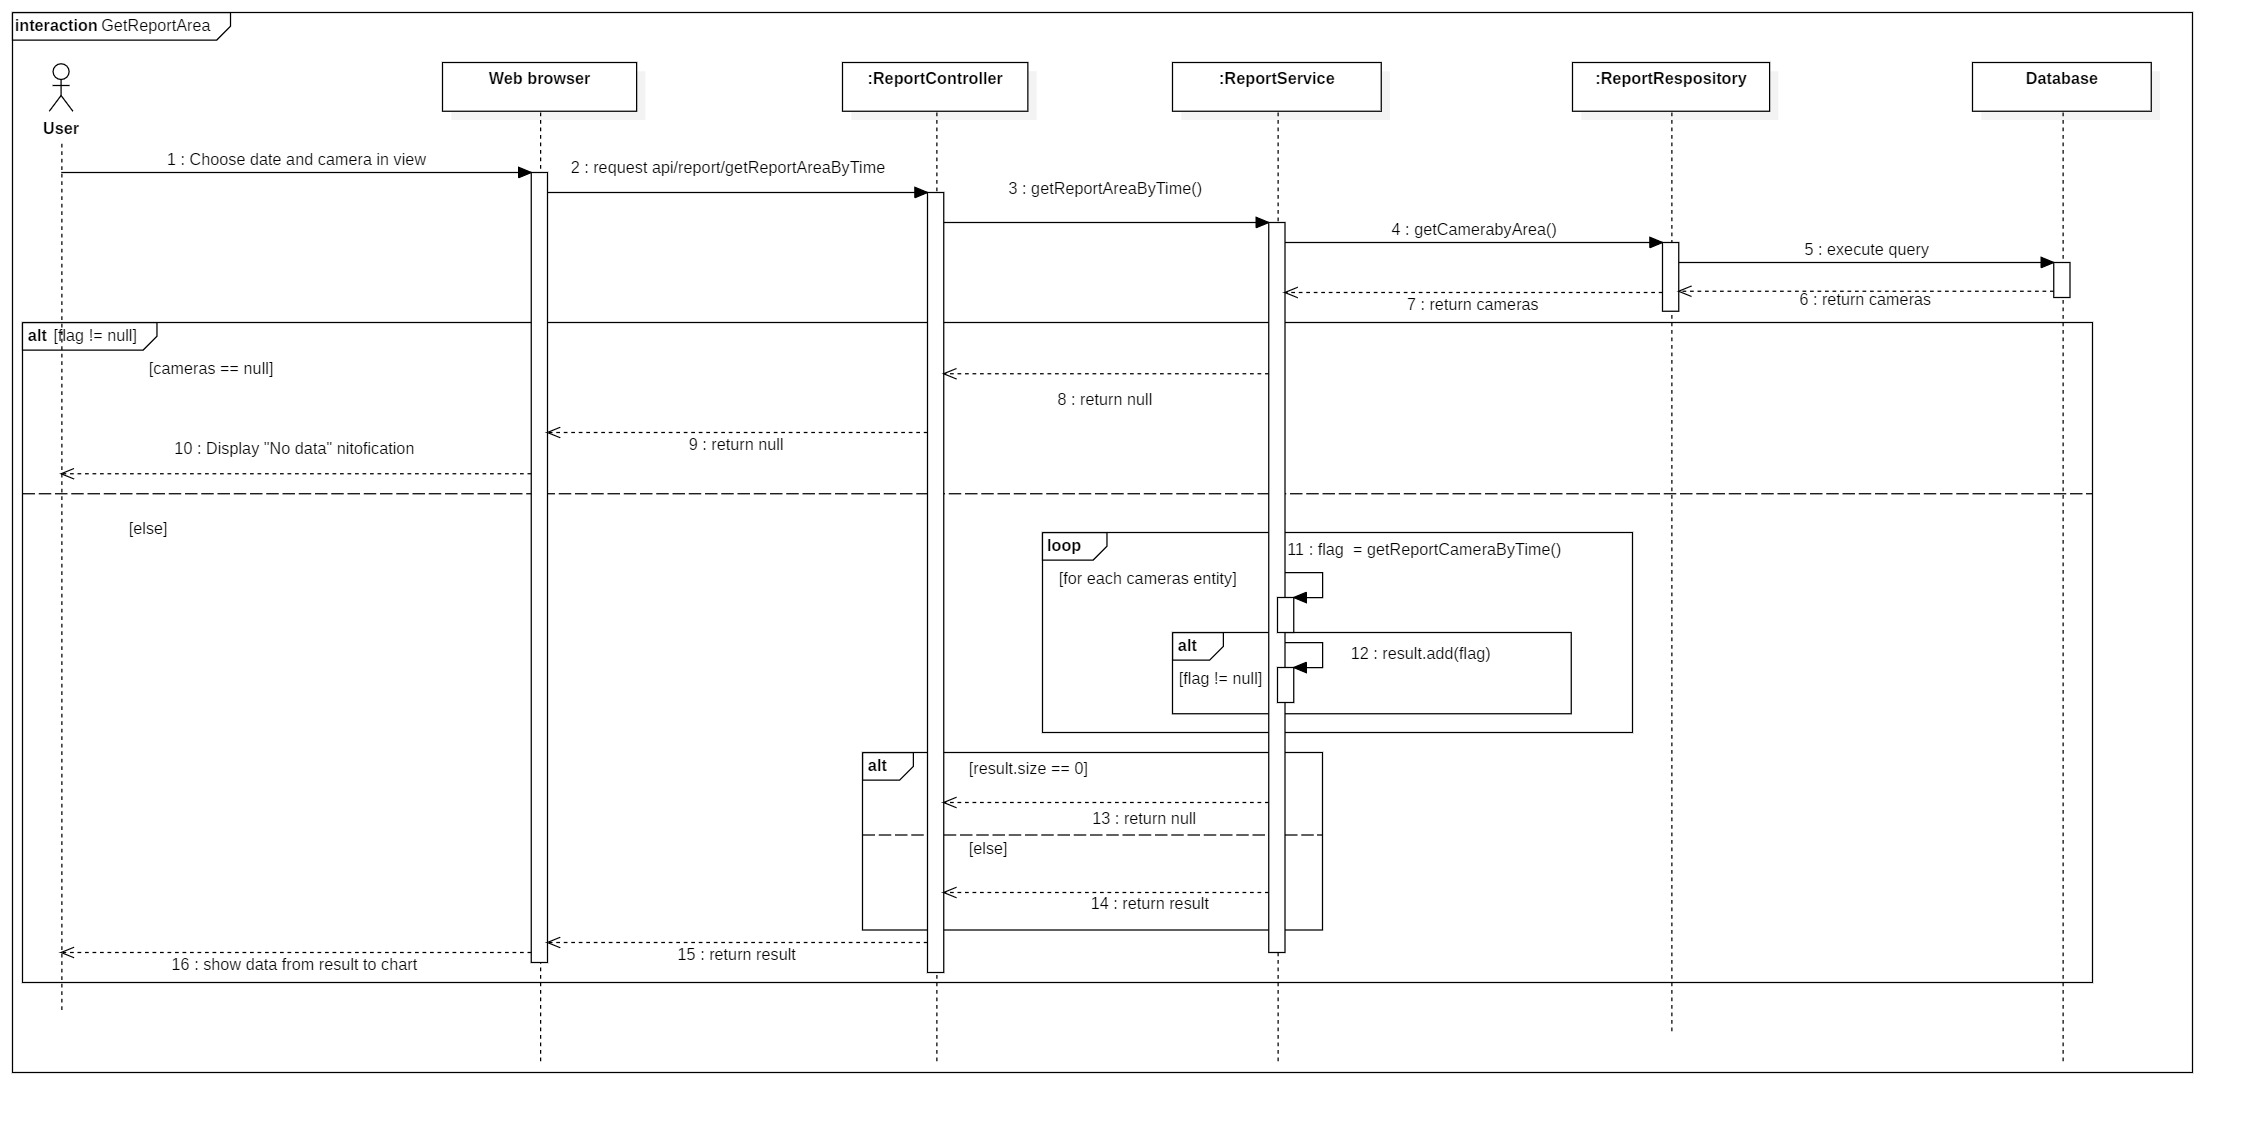 interaction GetReportArea
User
Web browser
:ReportController
:ReportService
:ReportRespository
Database
1 : Choose date and camera in view
2 : request api/report/getReportAreaByTime
3 : getReportAreaByTime()
4 : getCamerabyArea()
5 : execute query
6 : return cameras
7 : return cameras
alt [flag != null]
[cameras == null]
8 : return null
9 : return null
10 : Display "No data" nitofication
[else]
loop
11 : flag  = getReportCameraByTime()
[for each cameras entity]
alt
12 : result.add(flag)
[flag != null]
alt
[result.size == 0]
13 : return null
[else]
14 : return result
15 : return result
16 : show data from result to chart